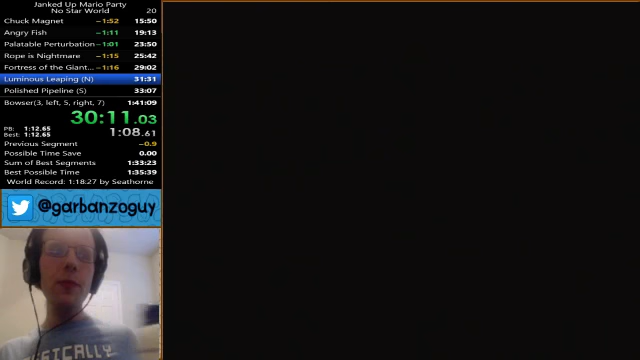 Janked Up Mario Party
No Star World 20
Chuck Magnet −1:52 15:50
Angry Fish −1:11 19:13
Palatable Perturbation −1:01 23:50
Rope is Nightmare −1:15 25:42
Fortress of the Giant... −1:16 29:02
Luminous Leaping (N) 31:31
Polished Pipeline (S) 33:07
Bowser(3, left, 5, right, 7) 1:41:09
30:11.03
PB: 1:12.65
Best: 1:12.65
1:08.61
Previous Segment −0.9
Possible Time Save 0.00
Sum of Best Segments 1:33:23
Best Possible Time 1:35:39
World Record: 1:18:27 by Seathorne
@garbanzoguy